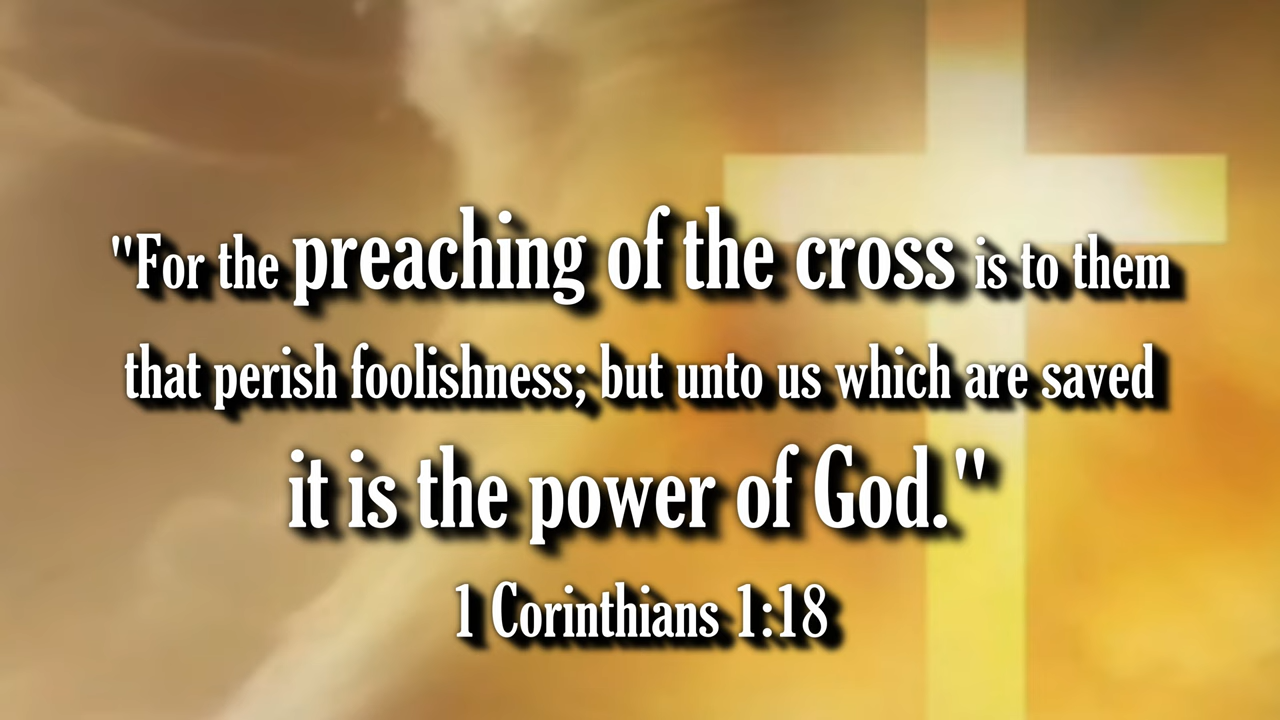 "For the preaching of the cross is to them
that perish foolishness; but unto us which are saved
it is the power of God."
1 Corinthians 1:18